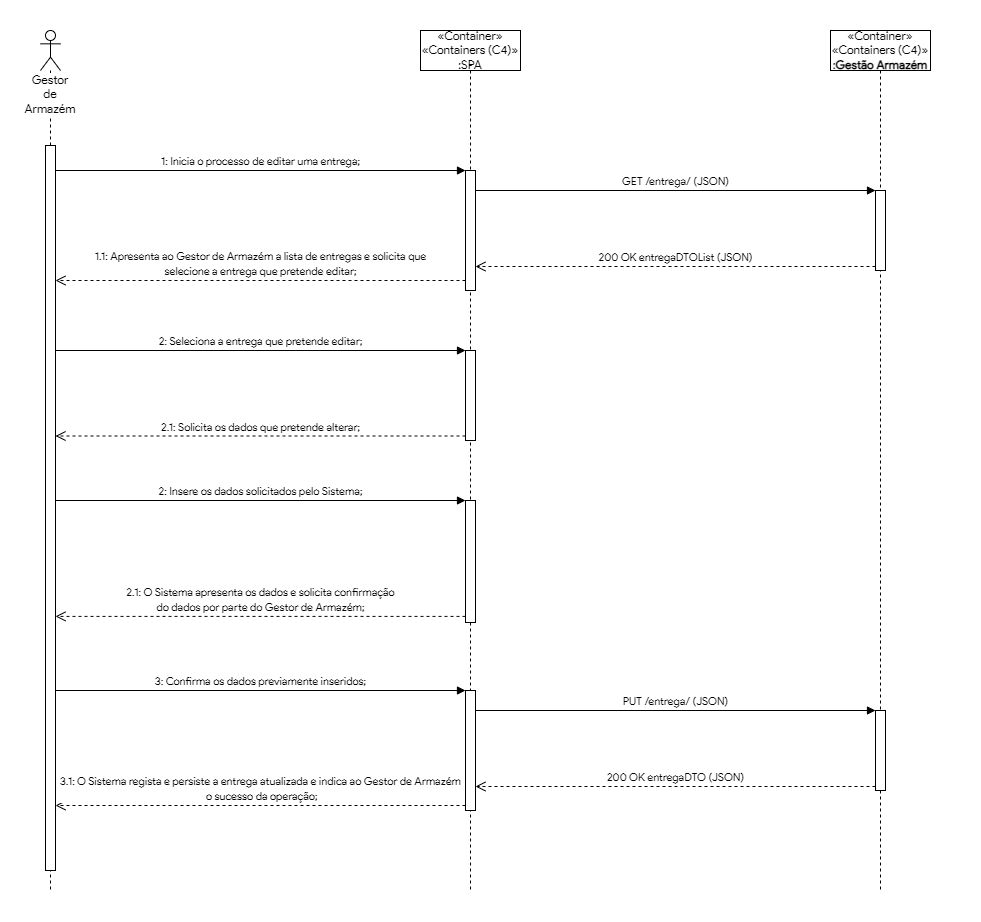 «Container»
«Containers (C4)»
:SPA
«Container»
«Containers (C4)»
:Gestão Armazém
Gestor
de
Armazém
1: Inicia o processo de editar uma entrega;
GET /entrega/ (JSON)
1.1: Apresenta ao Gestor de Armazém a lista de entregas e solicita que
selecione a entrega que pretende editar;
200 OK entregaDTOList (JSON)
2: Seleciona a entrega que pretende editar;
2.1: Solicita os dados que pretende alterar;
2: Insere os dados solicitados pelo Sistema;
2.1: O Sistema apresenta os dados e solicita confirmação
do dados por parte do Gestor de Armazém;
3: Confirma os dados previamente inseridos;
PUT /entrega/ (JSON)
200 OK entregaDTO (JSON)
3.1: O Sistema regista e persiste a entrega atualizada e indica ao Gestor de Armazém
o sucesso da operação;